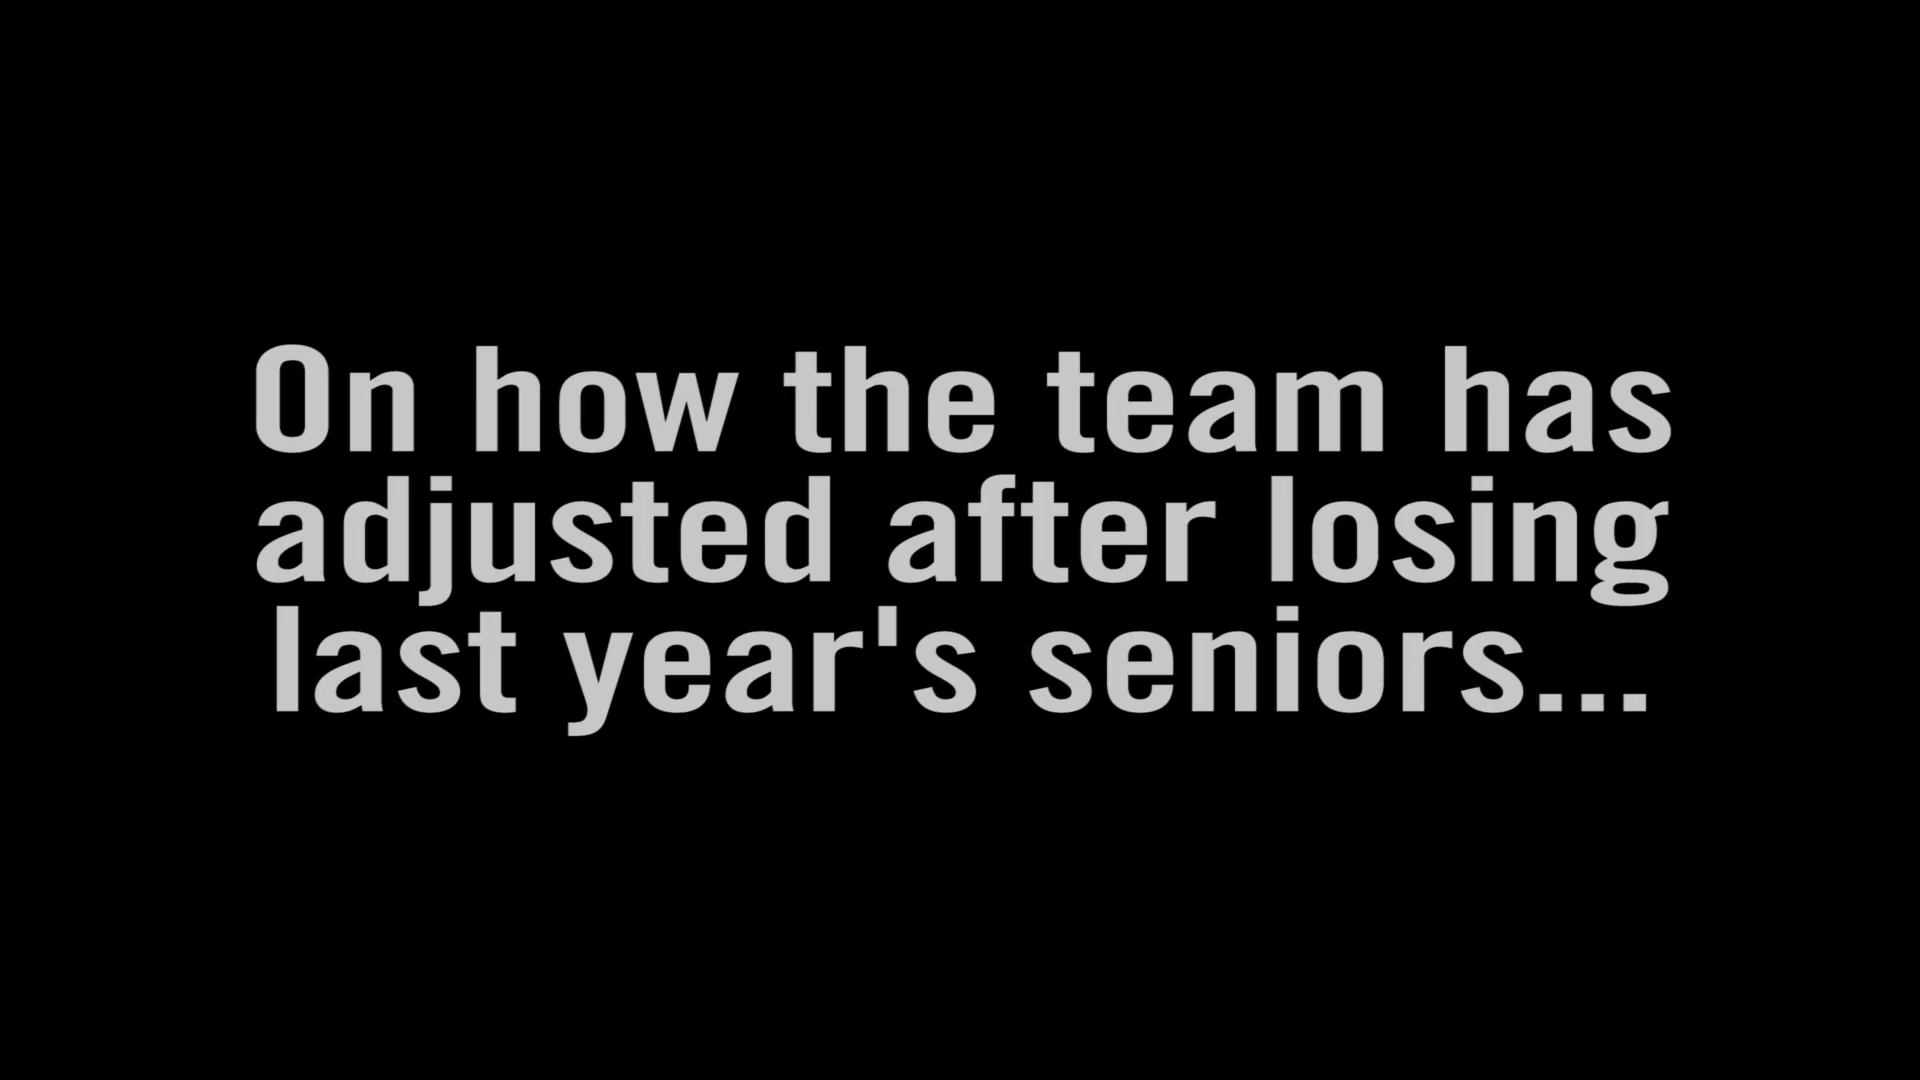 On how the team has
adjusted after losing
last year's seniors...